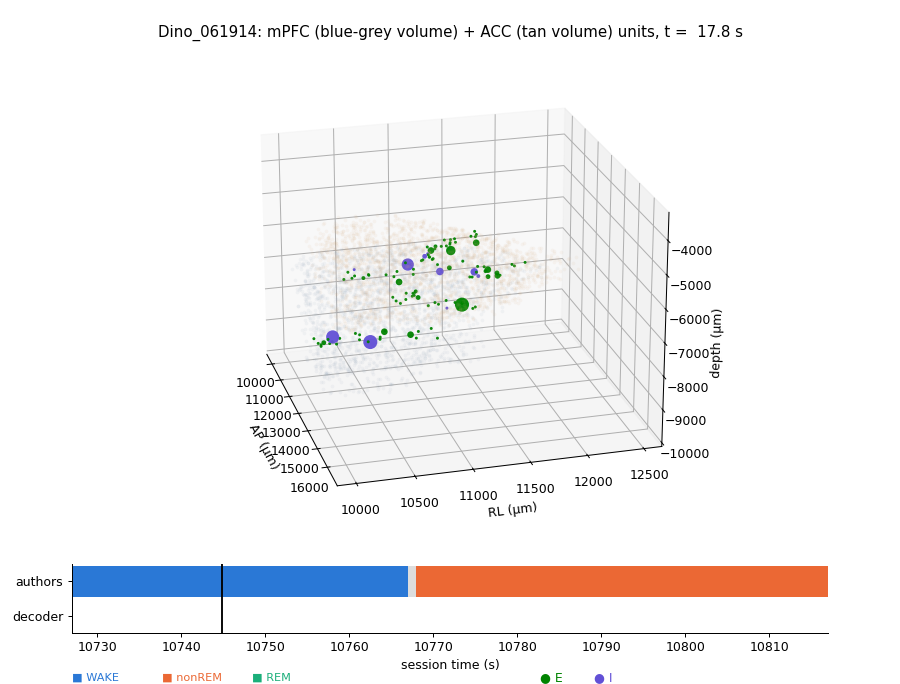 Dino_061914: mPFC (blue-grey volume) + ACC (tan volume) units, t =  17.8 s
−4000
−5000
−6000
−7000
−8000
−9000
−10000
depth (µm)
10000
11000
12000
13000
14000
15000
16000
AP (µm)
10000
10500
11000
11500
12000
12500
RL (µm)
authors
decoder
10730 10740 10750 10760 10770 10780 10790 10800 10810
session time (s)
WAKE nonREM REM E I